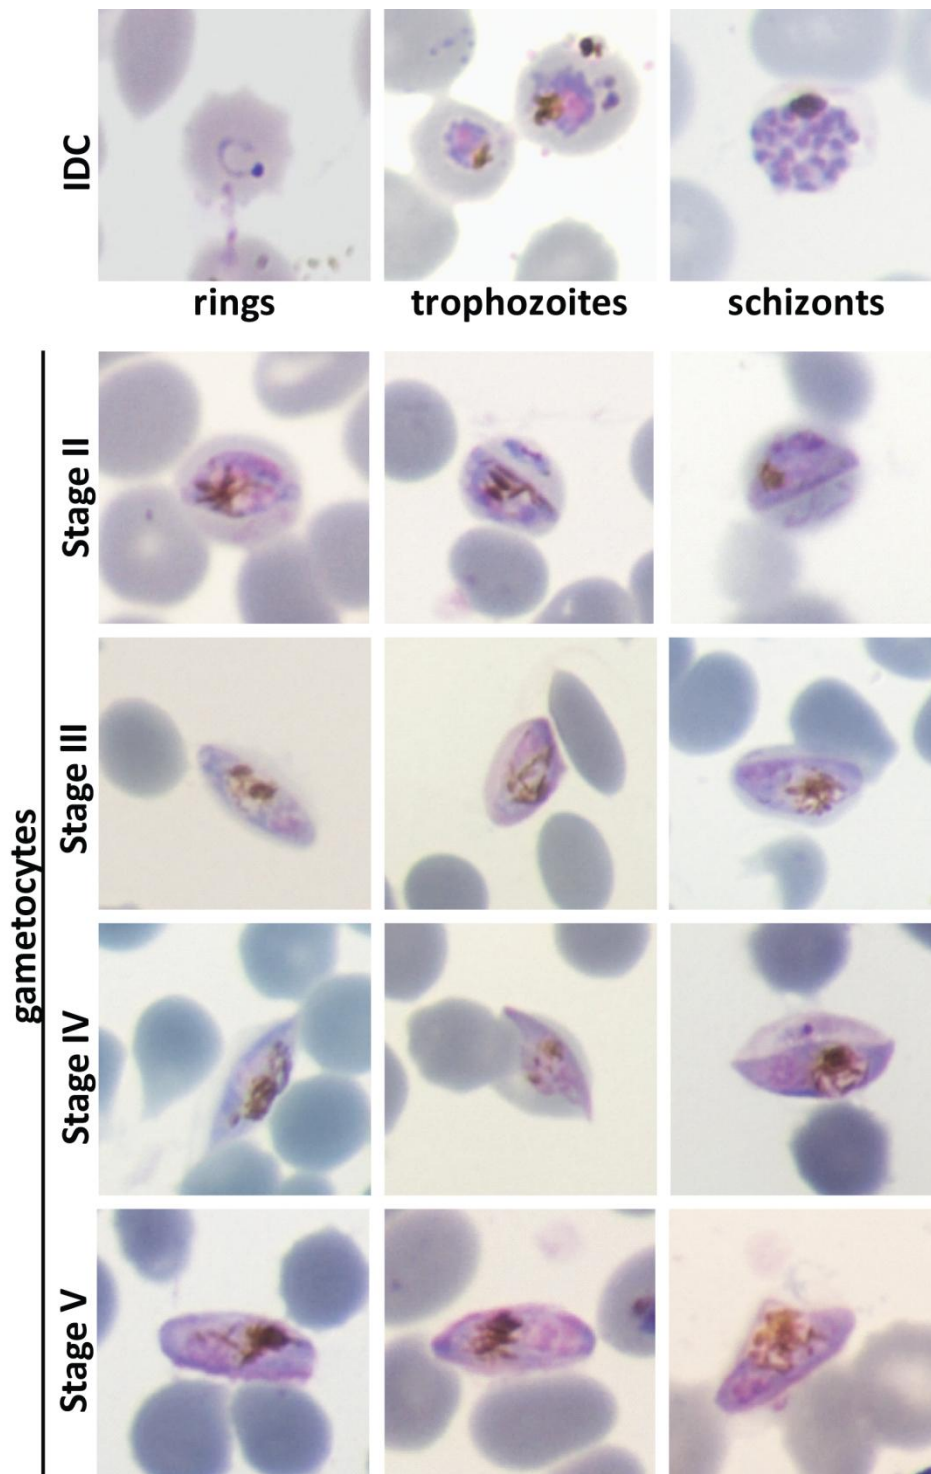 IDC
rings
trophozoites
schizonts
gametocytes
Stage II
Stage III
Stage IV
Stage V